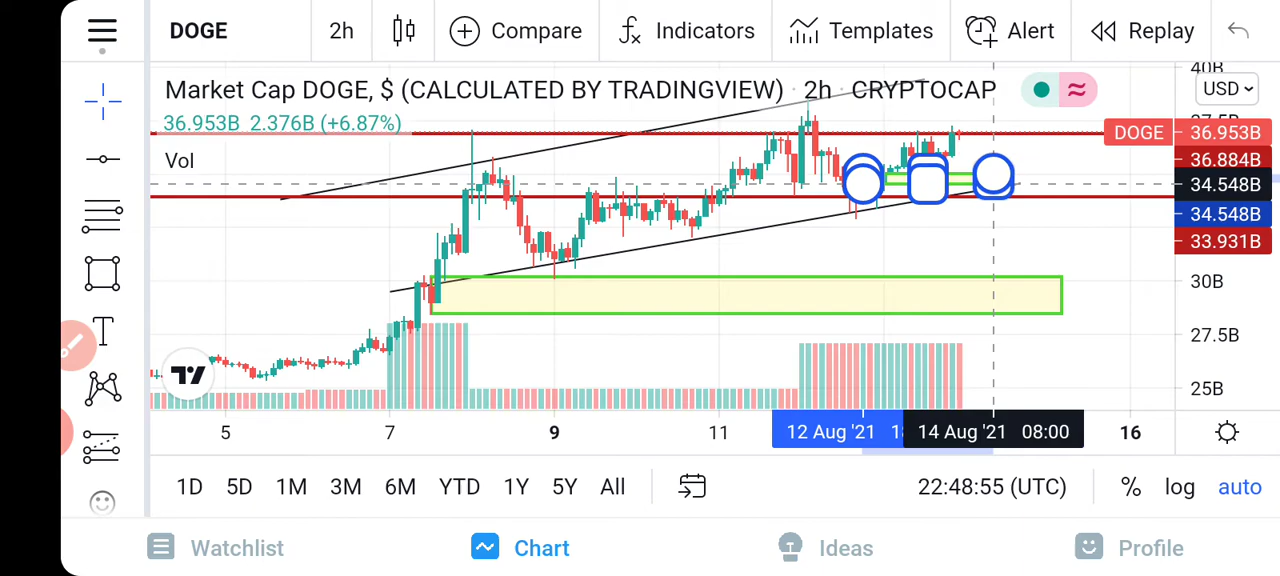 DOGE 2h Compare Indicators Templates Alert Replay
40B
Market Cap DOGE, $ (CALCULATED BY TRADINGVIEW) · 2h · CRYPTOCAP USD
36.953B 2.376B (+6.87%)
DOGE 36.953B
Vol 36.884B
34.548B
34.548B
33.931B
30B
27.5B
25B
5 7 9 11 12 Aug '21 14 Aug '21 08:00 16
1D 5D 1M 3M 6M YTD 1Y 5Y All 22:48:55 (UTC) % log auto
Watchlist Chart Ideas Profile